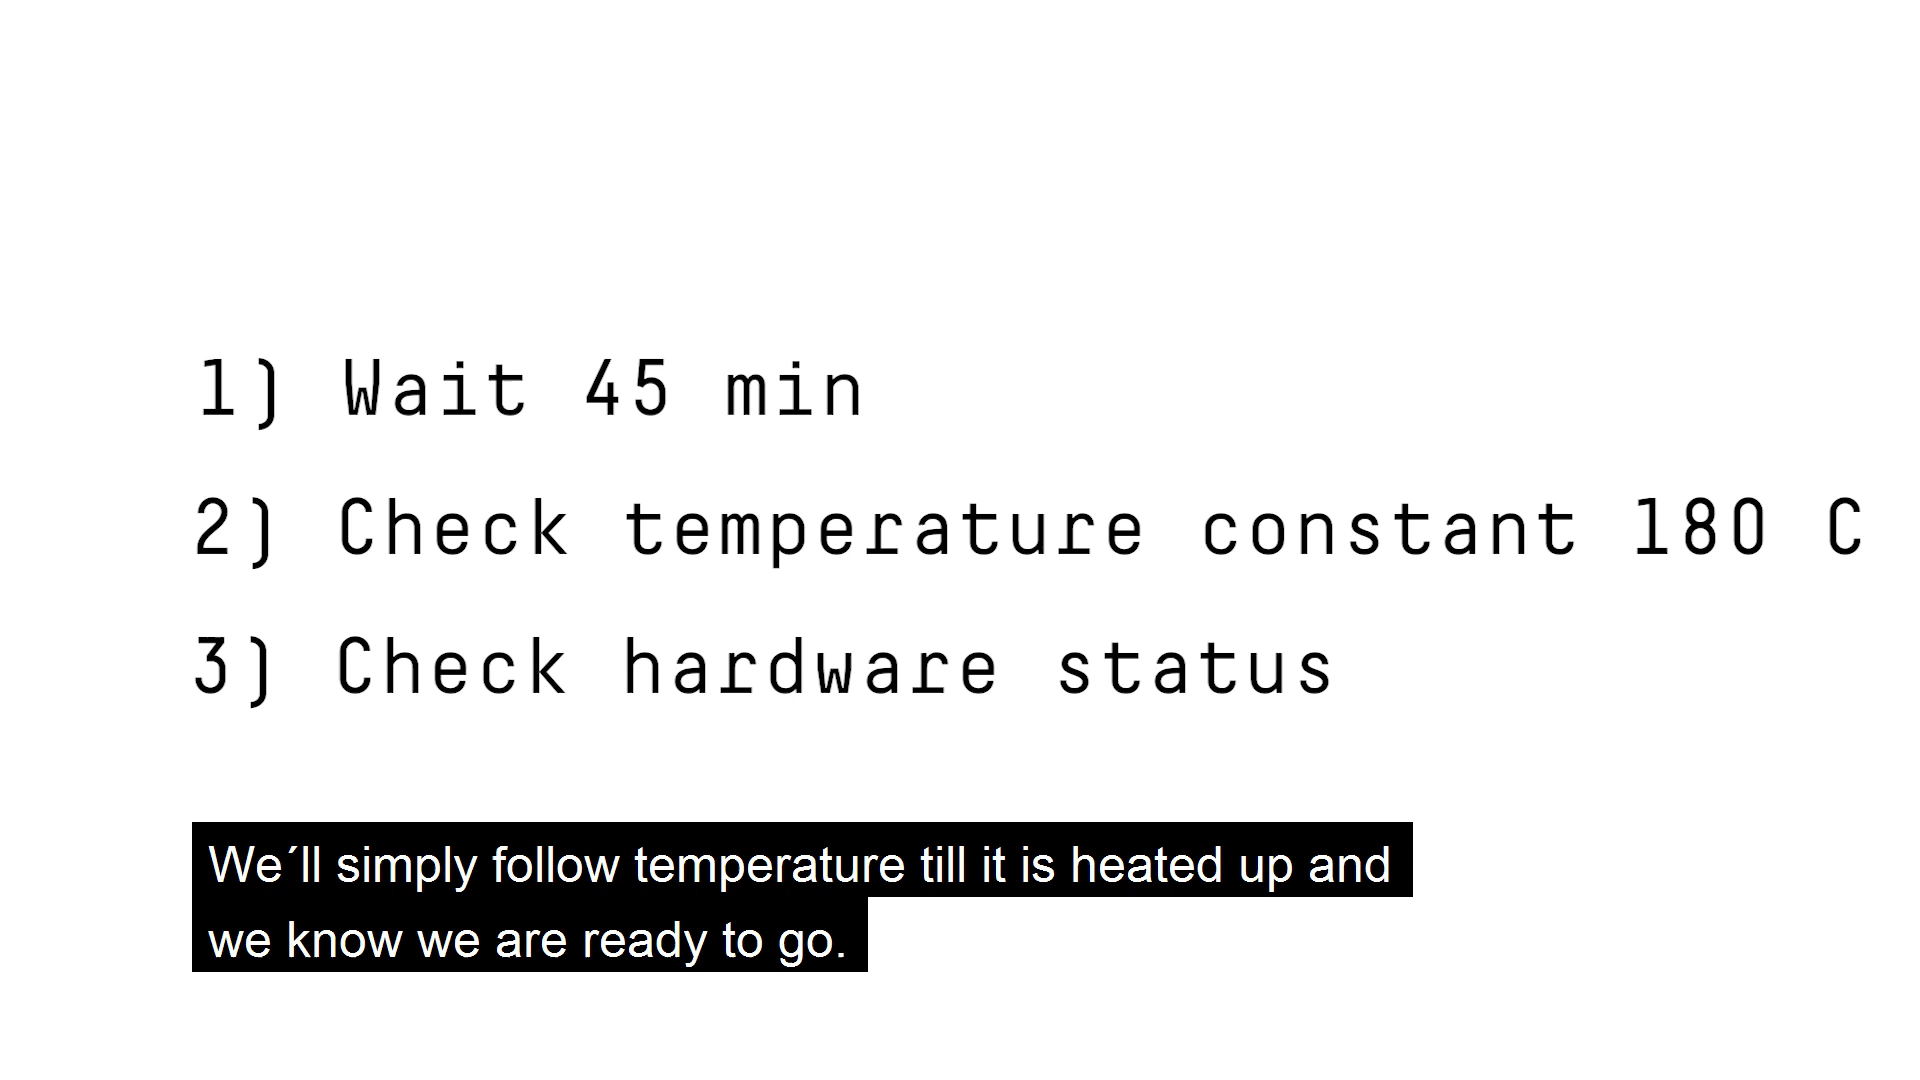 1) Wait 45 min
2) Check temperature constant 180 C
3) Check hardware status
We´ll simply follow temperature till it is heated up and
we know we are ready to go.